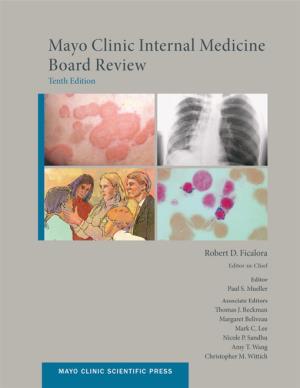 Mayo Clinic Internal Medicine
Board Review
Tenth Edition
Robert D. Ficalora
Editor in Chief
Editor
Paul S. Mueller
Associate Editors
Thomas J. Beckman
Margaret Beliveau
Mark C. Lee
Nicole P. Sandhu
Amy T. Wang
Christopher M. Wittich
MAYO CLINIC SCIENTIFIC PRESS